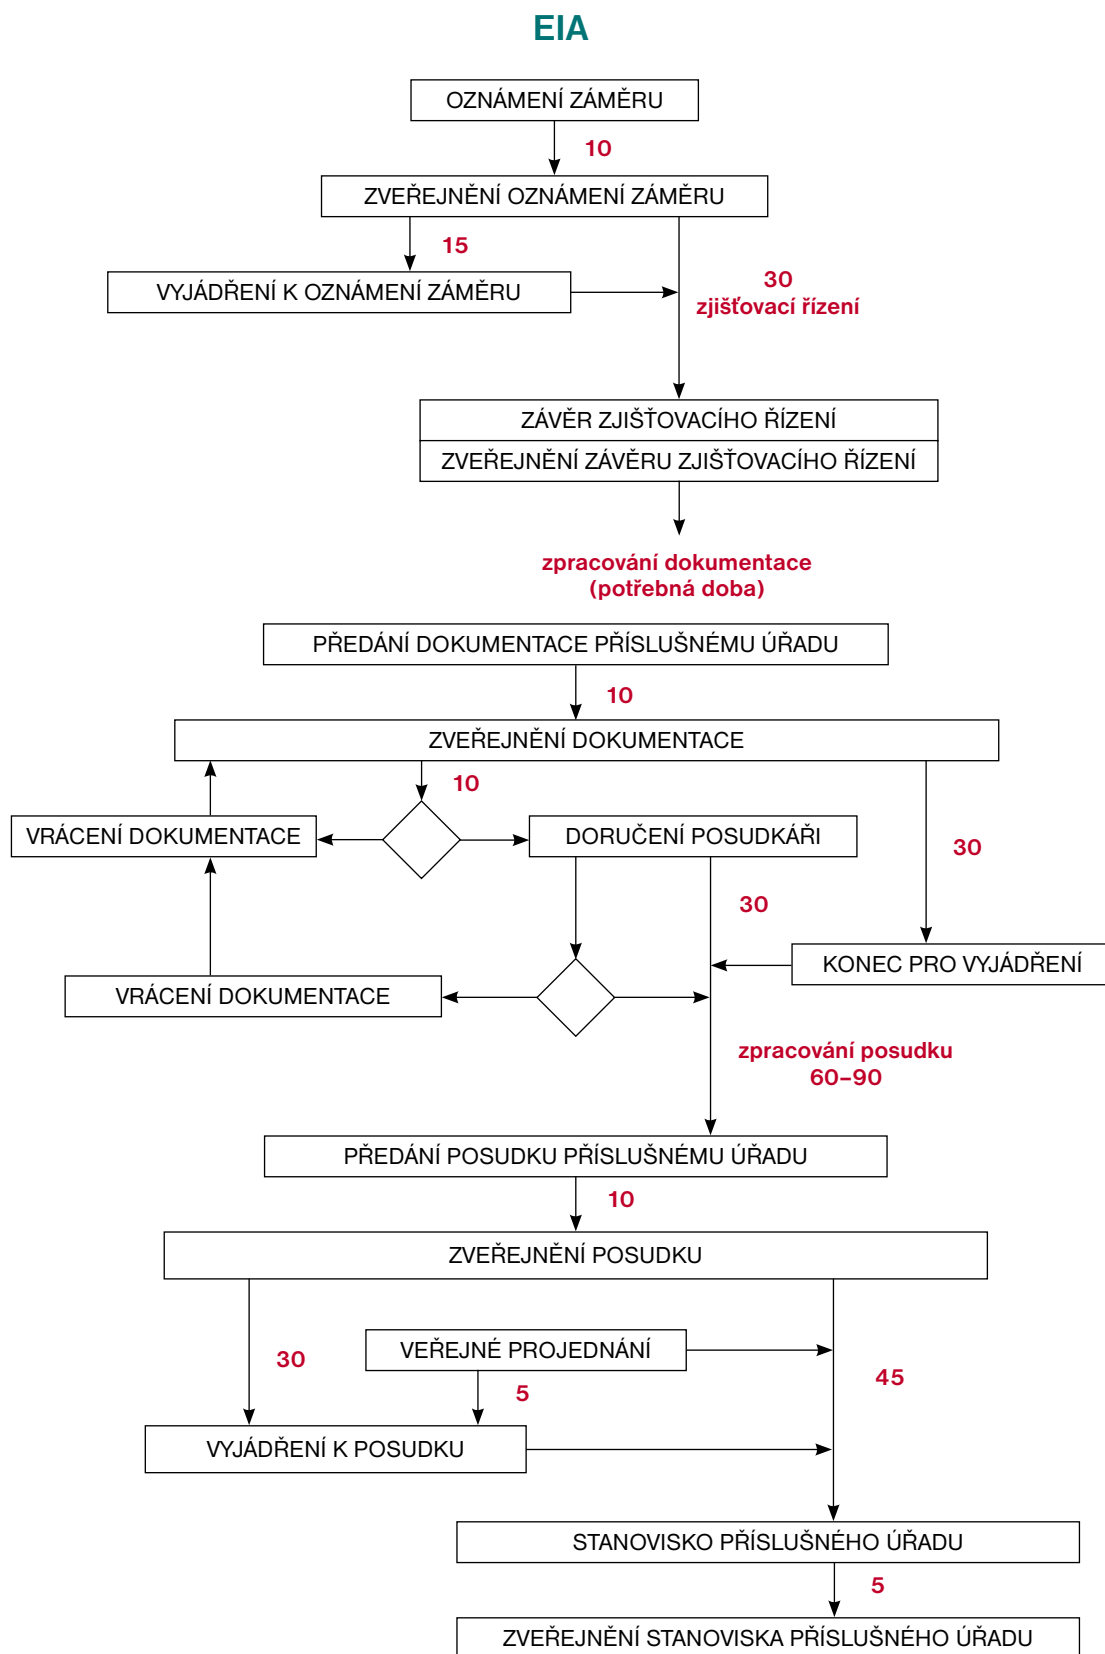 EIA
OZNÁMENÍ ZÁMĚRU
10
ZVEŘEJNĚNÍ OZNÁMENÍ ZÁMĚRU
15
VYJÁDŘENÍ K OZNÁMENÍ ZÁMĚRU
30
zjišťovací řízení
ZÁVĚR ZJIŠŤOVACÍHO ŘÍZENÍ
ZVEŘEJNĚNÍ ZÁVĚRU ZJIŠŤOVACÍHO ŘÍZENÍ
zpracování dokumentace
(potřebná doba)
PŘEDÁNÍ DOKUMENTACE PŘÍSLUŠNÉMU ÚŘADU
10
ZVEŘEJNĚNÍ DOKUMENTACE
10
VRÁCENÍ DOKUMENTACE
DORUČENÍ POSUDKÁŘI
30
30
KONEC PRO VYJÁDŘENÍ
VRÁCENÍ DOKUMENTACE
zpracování posudku
60–90
PŘEDÁNÍ POSUDKU PŘÍSLUŠNÉMU ÚŘADU
10
ZVEŘEJNĚNÍ POSUDKU
VEŘEJNÉ PROJEDNÁNÍ
30
45
5
VYJÁDŘENÍ K POSUDKU
STANOVISKO PŘÍSLUŠNÉHO ÚŘADU
5
ZVEŘEJNĚNÍ STANOVISKA PŘÍSLUŠNÉHO ÚŘADU